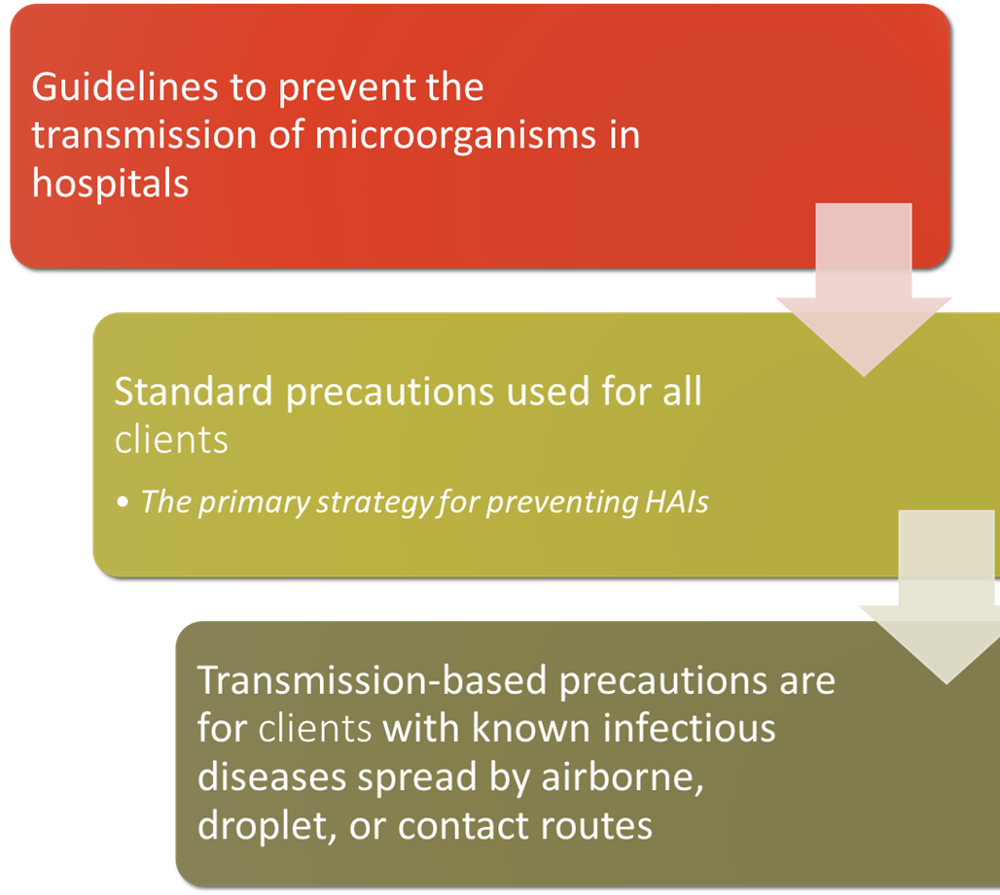 Guidelines to prevent the
transmission of microorganisms in
hospitals
Standard precautions used for all
clients
• The primary strategy for preventing HAIs
Transmission-based precautions are
for clients with known infectious
diseases spread by airborne,
droplet, or contact routes